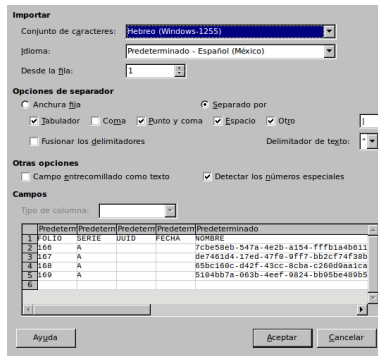 Importar
Conjunto de caracteres: Hebreo (Windows-1255)
Idioma: Predeterminado - Español (México)
Desde la fila: 1
Opciones de separador
Anchura fija Separado por
Tabulador Coma Punto y coma Espacio Otro |
Fusionar los delimitadores Delimitador de texto: "
Otras opciones
Campo entrecomillado como texto Detectar los números especiales
Campos
Tipo de columna:
Predeterm Predeterm Predeterm Predeterm Predeterminado
1 FOLIO SERIE UUID FECHA NOMBRE
2 166 A 7cbe58eb-547a-4e2b-a154-fffb1a4b611
3 167 A de7461d4-17ed-47f0-9ff7-bb2cf74f38b
4 168 A 65bc160c-d42f-43cc-8cba-c260d9aa1ca
5 169 A 5104bb7a-063b-4eef-9824-bb95be489b5
6
Ayuda Aceptar Cancelar